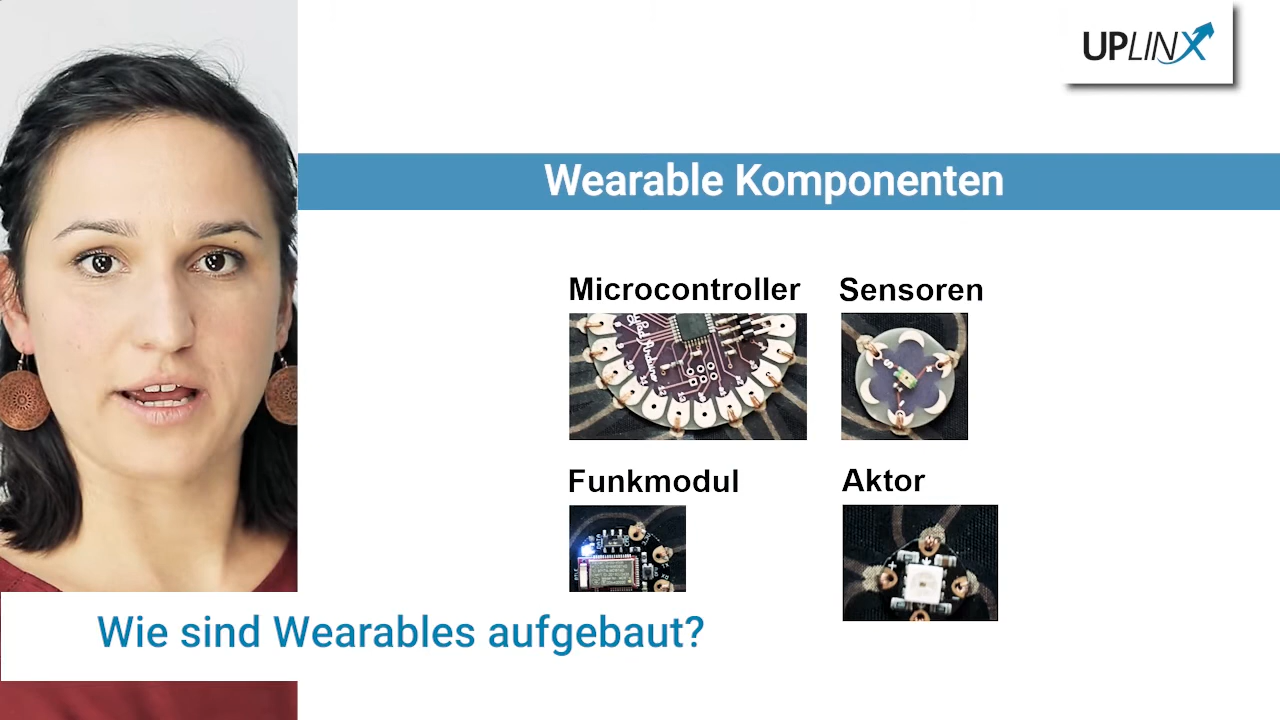 UPLINX
Wearable Komponenten
Microcontroller
Sensoren
Funkmodul
Aktor
Wie sind Wearables aufgebaut?